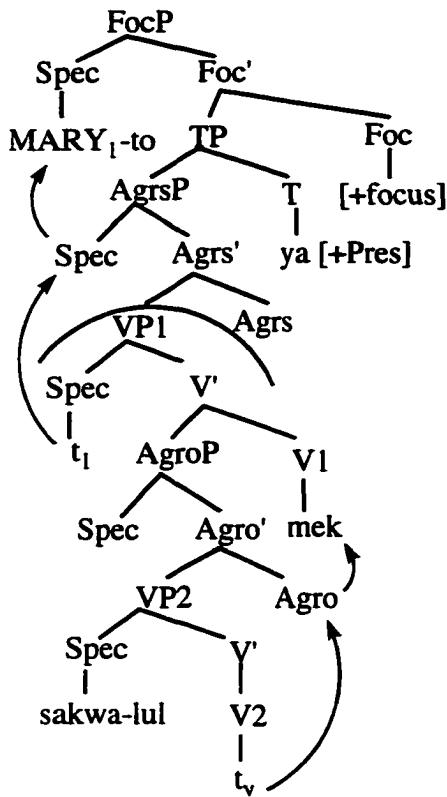 FocP
Spec Foc'
MARY₁-to TP Foc
AgrsP T [+focus]
Spec Agrs' ya [+Pres]
VP1 Agrs
Spec V'
t₁ AgroP V1
Spec Agro' mek
VP2 Agro
Spec V'
sakwa-lul V2
tᵥ